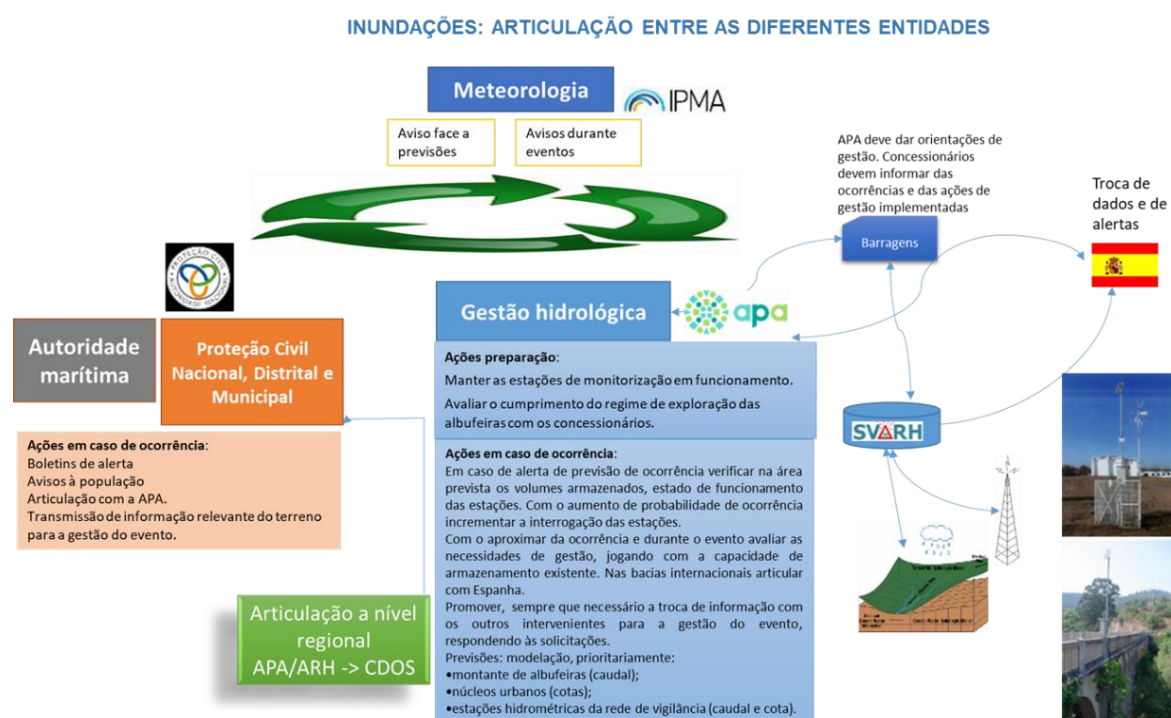 INUNDAÇÕES: ARTICULAÇÃO ENTRE AS DIFERENTES ENTIDADES
Meteorologia
IPMA
Aviso face a
previsões
Avisos durante
eventos
APA deve dar orientações de
gestão. Concessionários
devem informar das
ocorrências e das ações de
gestão implementadas
Barragens
Troca de
dados e de
alertas
PROTEÇÃO CIVIL
AUTORIDADE NACIONAL
Autoridade
marítima
Proteção Civil
Nacional, Distrital e
Municipal
Ações em caso de ocorrência:
Boletins de alerta
Avisos à população
Articulação com a APA.
Transmissão de informação relevante do terreno
para a gestão do evento.
Gestão hidrológica
apa
Ações preparação:
Manter as estações de monitorização em funcionamento.
Avaliar o cumprimento do regime de exploração das
albufeiras com os concessionários.
Ações em caso de ocorrência:
Em caso de alerta de previsão de ocorrência verificar na área
prevista os volumes armazenados, estado de funcionamento
das estações. Com o aumento de probabilidade de ocorrência
incrementar a interrogação das estações.
Com o aproximar da ocorrência e durante o evento avaliar as
necessidades de gestão, jogando com a capacidade de
armazenamento existente. Nas bacias internacionais articular
com Espanha.
Promover, sempre que necessário a troca de informação com
os outros intervenientes para a gestão do evento,
respondendo às solicitações.
Previsões: modelação, prioritariamente:
•montante de albufeiras (caudal);
•núcleos urbanos (cotas);
•estações hidrométricas da rede de vigilância (caudal e cota).
SVARH
Articulação a nível
regional
APA/ARH -> CDOS